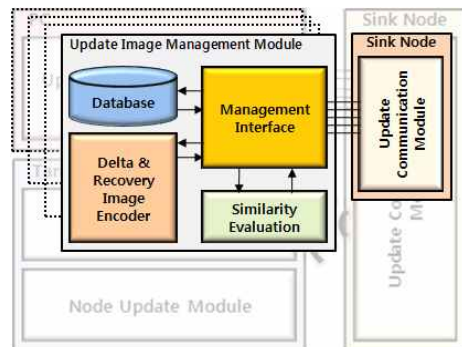 Update Image Management Module
Database
Management
Interface
Delta &
Recovery
Image
Encoder
Similarity
Evaluation
Sink Node
Update
Communication
Module
Sink Node
Node Update Module